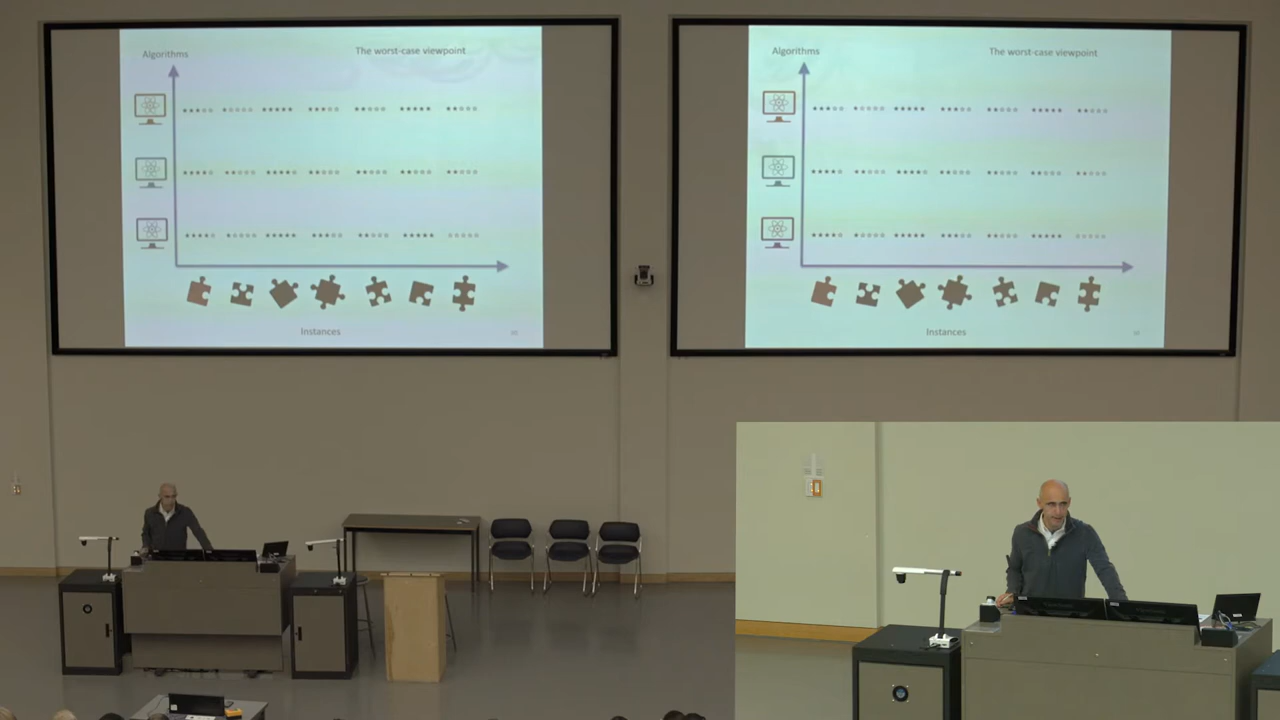 Algorithms
The worst-case viewpoint
Instances
Algorithms
The worst-case viewpoint
Instances